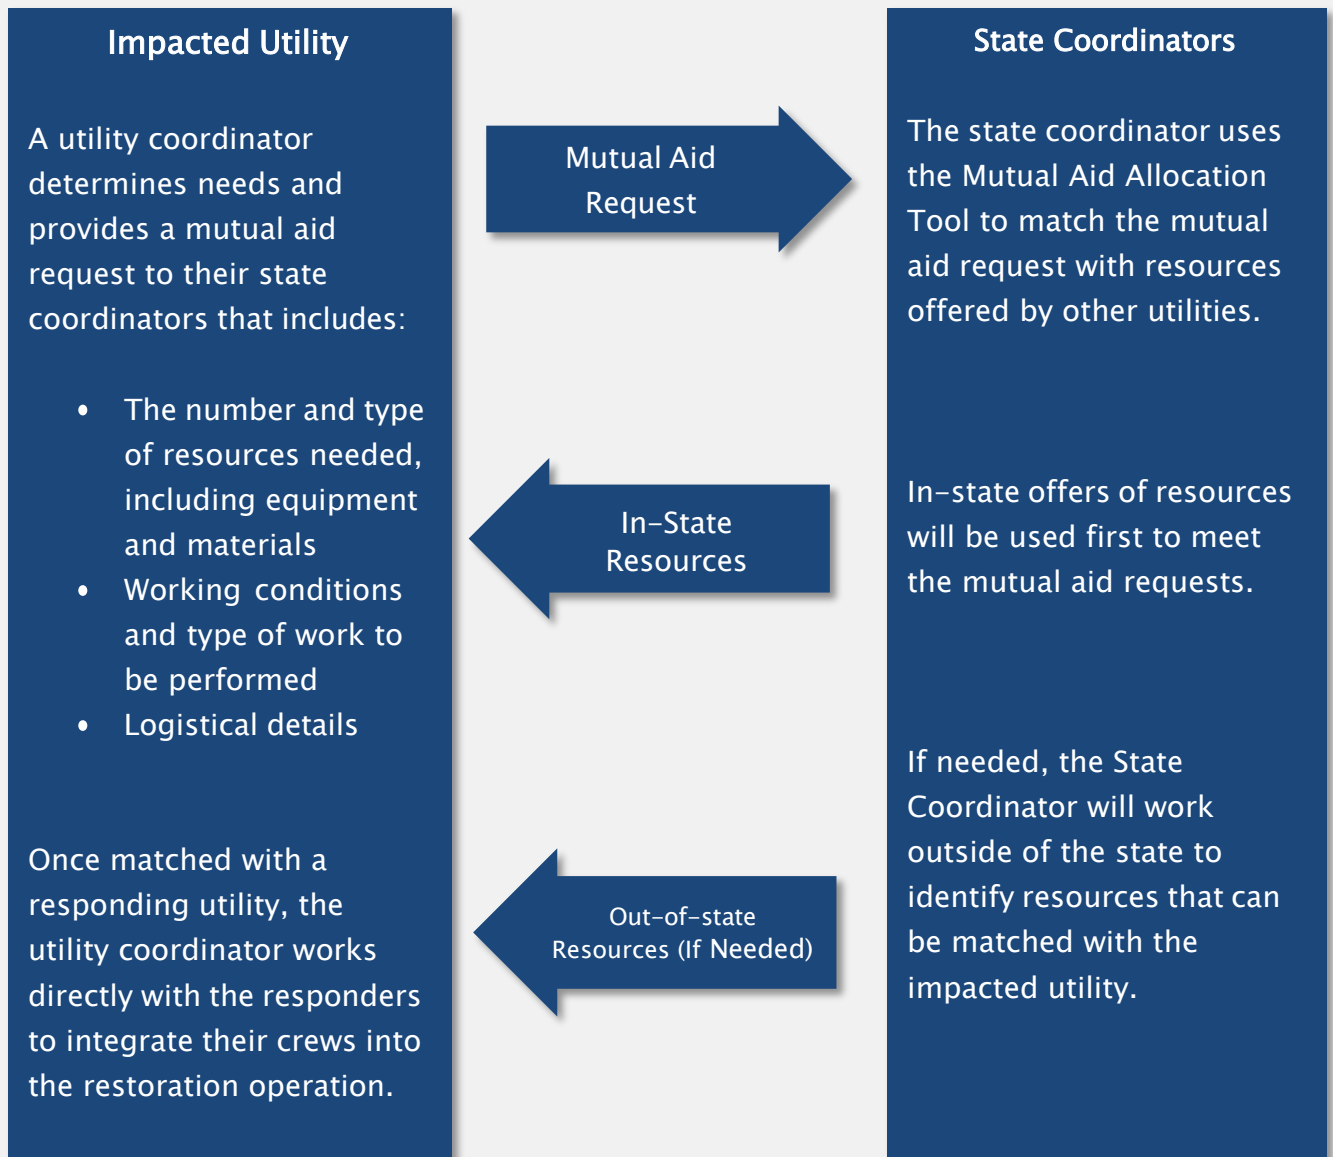 Impacted Utility
A utility coordinator
determines needs and
provides a mutual aid
request to their state
coordinators that includes:
• The number and type
of resources needed,
including equipment
and materials
• Working conditions
and type of work to
be performed
• Logistical details
Once matched with a
responding utility, the
utility coordinator works
directly with the responders
to integrate their crews into
the restoration operation.
Mutual Aid
Request
In-State
Resources
Out-of-state
Resources (If Needed)
State Coordinators
The state coordinator uses
the Mutual Aid Allocation
Tool to match the mutual
aid request with resources
offered by other utilities.
In-state offers of resources
will be used first to meet
the mutual aid requests.
If needed, the State
Coordinator will work
outside of the state to
identify resources that can
be matched with the
impacted utility.